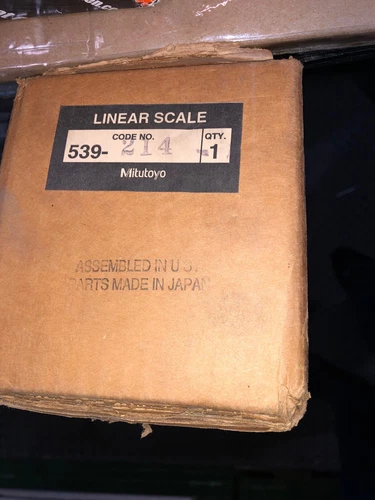 LINEAR SCALE
CODE NO.
QTY.
539- 214
1
Mitutoyo
ASSEMBLED IN U S
PARTS MADE IN JAPAN